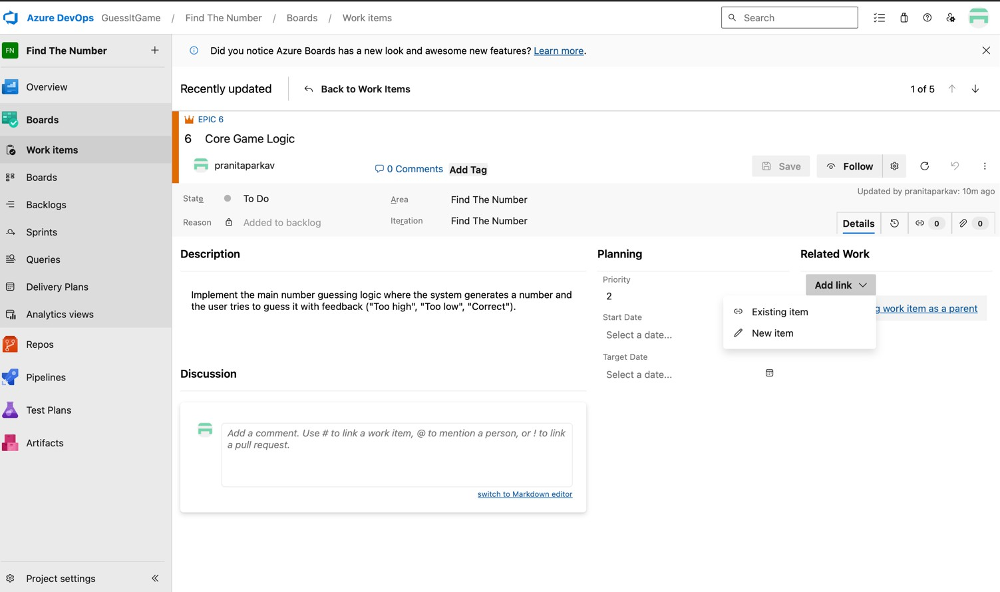 Azure DevOps GuessItGame / Find The Number / Boards / Work items Search
FN Find The Number
Did you notice Azure Boards has a new look and awesome new features? Learn more.
Overview
Boards
Work items
Boards
Backlogs
Sprints
Queries
Delivery Plans
Analytics views
Repos
Pipelines
Test Plans
Artifacts
Project settings
Recently updated Back to Work Items 1 of 5
EPIC 6
6 Core Game Logic
pranitaparkav 0 Comments Add Tag Save Follow
Updated by pranitaparkav: 10m ago
State To Do Area Find The Number
Reason Added to backlog Iteration Find The Number
Details 0 0
Description
Implement the main number guessing logic where the system generates a number and
the user tries to guess it with feedback ("Too high", "Too low", "Correct").
Discussion
Add a comment. Use # to link a work item, @ to mention a person, or ! to link
a pull request.
switch to Markdown editor
Planning
Priority
2
Start Date
Select a date...
Target Date
Select a date...
Related Work
Add link
work item as a parent
Existing item
New item